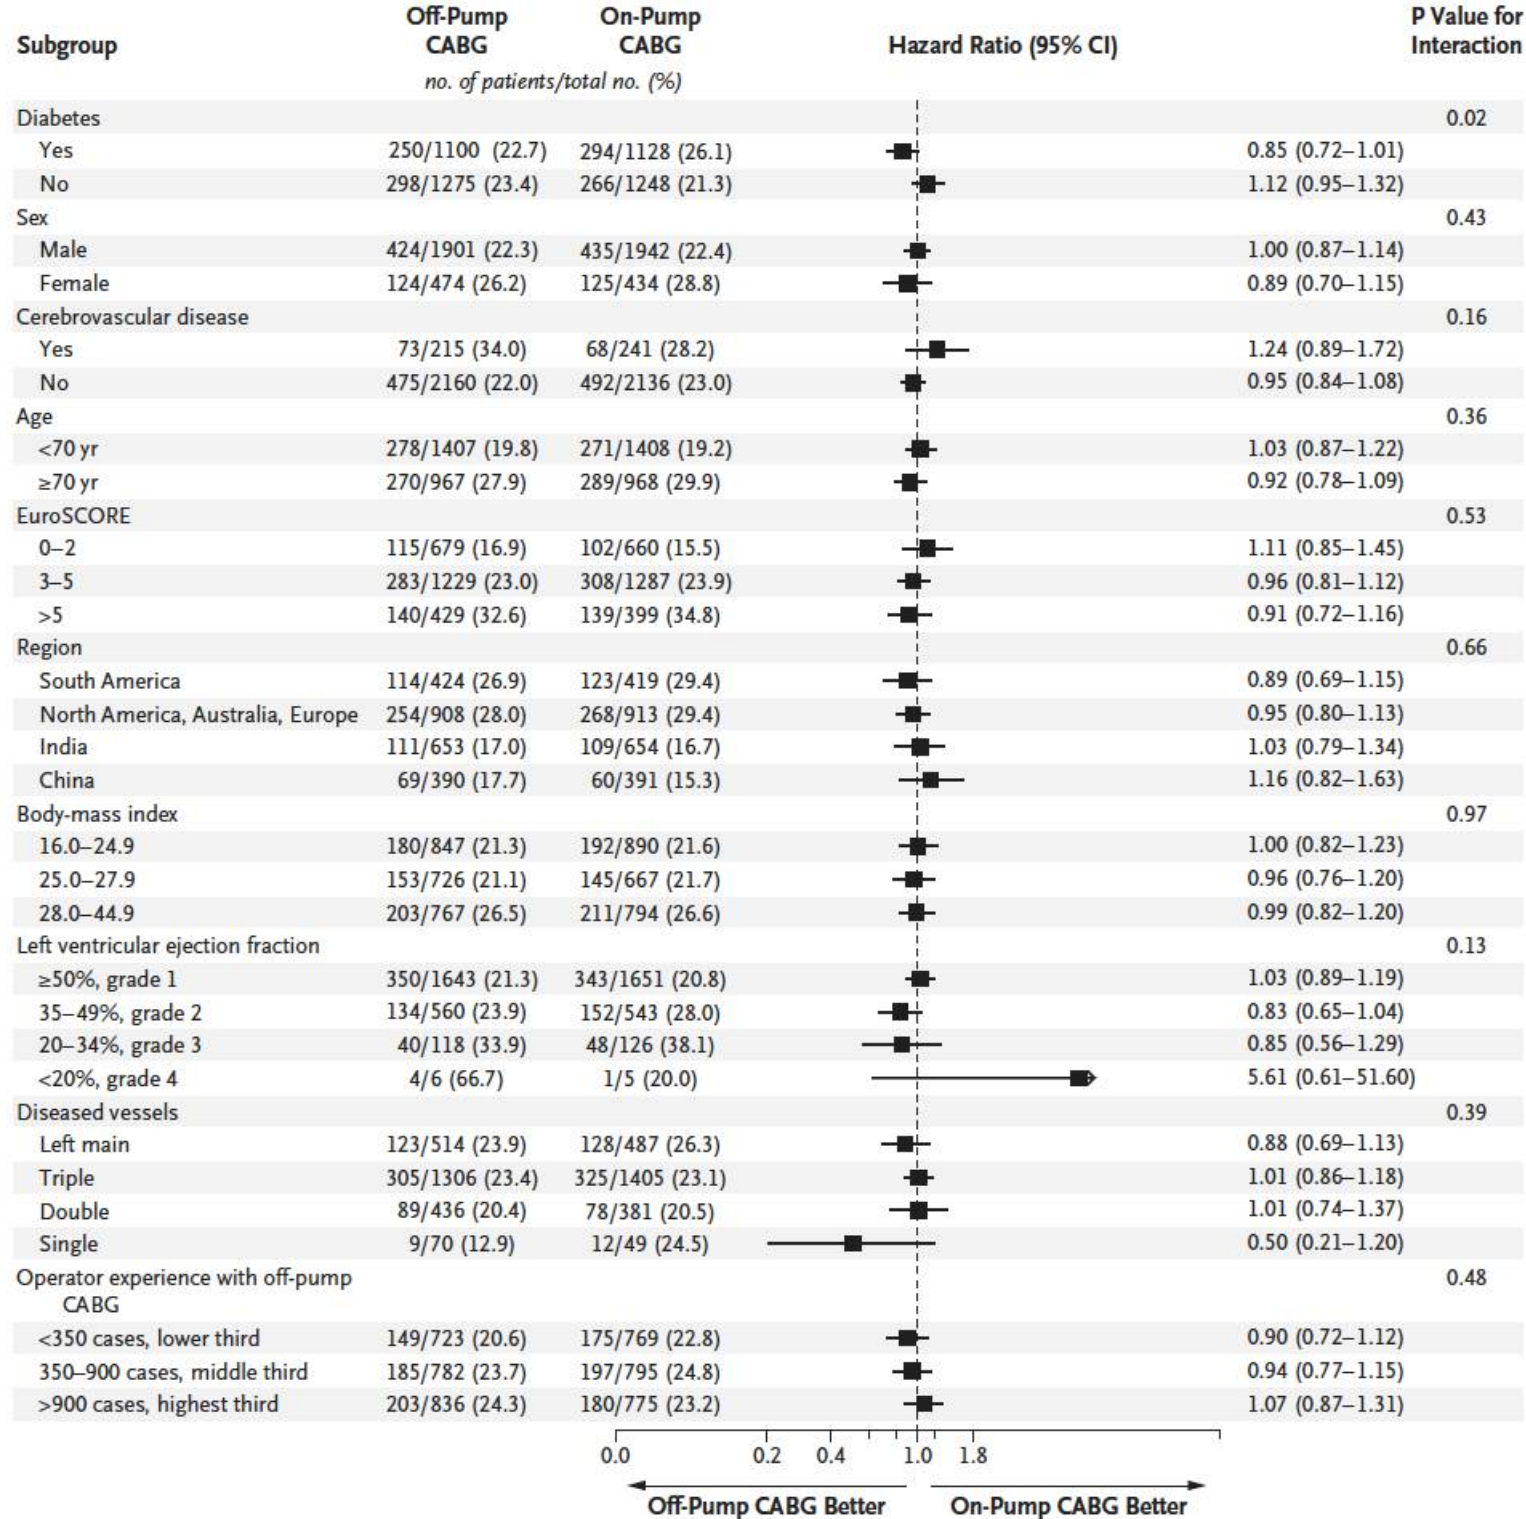 Subgroup Off-Pump CABG On-Pump CABG Hazard Ratio (95% CI) P Value for Interaction
no. of patients/total no. (%)
Diabetes 0.02
Yes 250/1100 (22.7) 294/1128 (26.1) 0.85 (0.72–1.01)
No 298/1275 (23.4) 266/1248 (21.3) 1.12 (0.95–1.32)
Sex 0.43
Male 424/1901 (22.3) 435/1942 (22.4) 1.00 (0.87–1.14)
Female 124/474 (26.2) 125/434 (28.8) 0.89 (0.70–1.15)
Cerebrovascular disease 0.16
Yes 73/215 (34.0) 68/241 (28.2) 1.24 (0.89–1.72)
No 475/2160 (22.0) 492/2136 (23.0) 0.95 (0.84–1.08)
Age 0.36
<70 yr 278/1407 (19.8) 271/1408 (19.2) 1.03 (0.87–1.22)
≥70 yr 270/967 (27.9) 289/968 (29.9) 0.92 (0.78–1.09)
EuroSCORE 0.53
0–2 115/679 (16.9) 102/660 (15.5) 1.11 (0.85–1.45)
3–5 283/1229 (23.0) 308/1287 (23.9) 0.96 (0.81–1.12)
>5 140/429 (32.6) 139/399 (34.8) 0.91 (0.72–1.16)
Region 0.66
South America 114/424 (26.9) 123/419 (29.4) 0.89 (0.69–1.15)
North America, Australia, Europe 254/908 (28.0) 268/913 (29.4) 0.95 (0.80–1.13)
India 111/653 (17.0) 109/654 (16.7) 1.03 (0.79–1.34)
China 69/390 (17.7) 60/391 (15.3) 1.16 (0.82–1.63)
Body-mass index 0.97
16.0–24.9 180/847 (21.3) 192/890 (21.6) 1.00 (0.82–1.23)
25.0–27.9 153/726 (21.1) 145/667 (21.7) 0.96 (0.76–1.20)
28.0–44.9 203/767 (26.5) 211/794 (26.6) 0.99 (0.82–1.20)
Left ventricular ejection fraction 0.13
≥50%, grade 1 350/1643 (21.3) 343/1651 (20.8) 1.03 (0.89–1.19)
35–49%, grade 2 134/560 (23.9) 152/543 (28.0) 0.83 (0.65–1.04)
20–34%, grade 3 40/118 (33.9) 48/126 (38.1) 0.85 (0.56–1.29)
<20%, grade 4 4/6 (66.7) 1/5 (20.0) 5.61 (0.61–51.60)
Diseased vessels 0.39
Left main 123/514 (23.9) 128/487 (26.3) 0.88 (0.69–1.13)
Triple 305/1306 (23.4) 325/1405 (23.1) 1.01 (0.86–1.18)
Double 89/436 (20.4) 78/381 (20.5) 1.01 (0.74–1.37)
Single 9/70 (12.9) 12/49 (24.5) 0.50 (0.21–1.20)
Operator experience with off-pump 0.48
CABG
<350 cases, lower third 149/723 (20.6) 175/769 (22.8) 0.90 (0.72–1.12)
350–900 cases, middle third 185/782 (23.7) 197/795 (24.8) 0.94 (0.77–1.15)
>900 cases, highest third 203/836 (24.3) 180/775 (23.2) 1.07 (0.87–1.31)
0.0 0.2 0.4 1.0 1.8
Off-Pump CABG Better On-Pump CABG Better